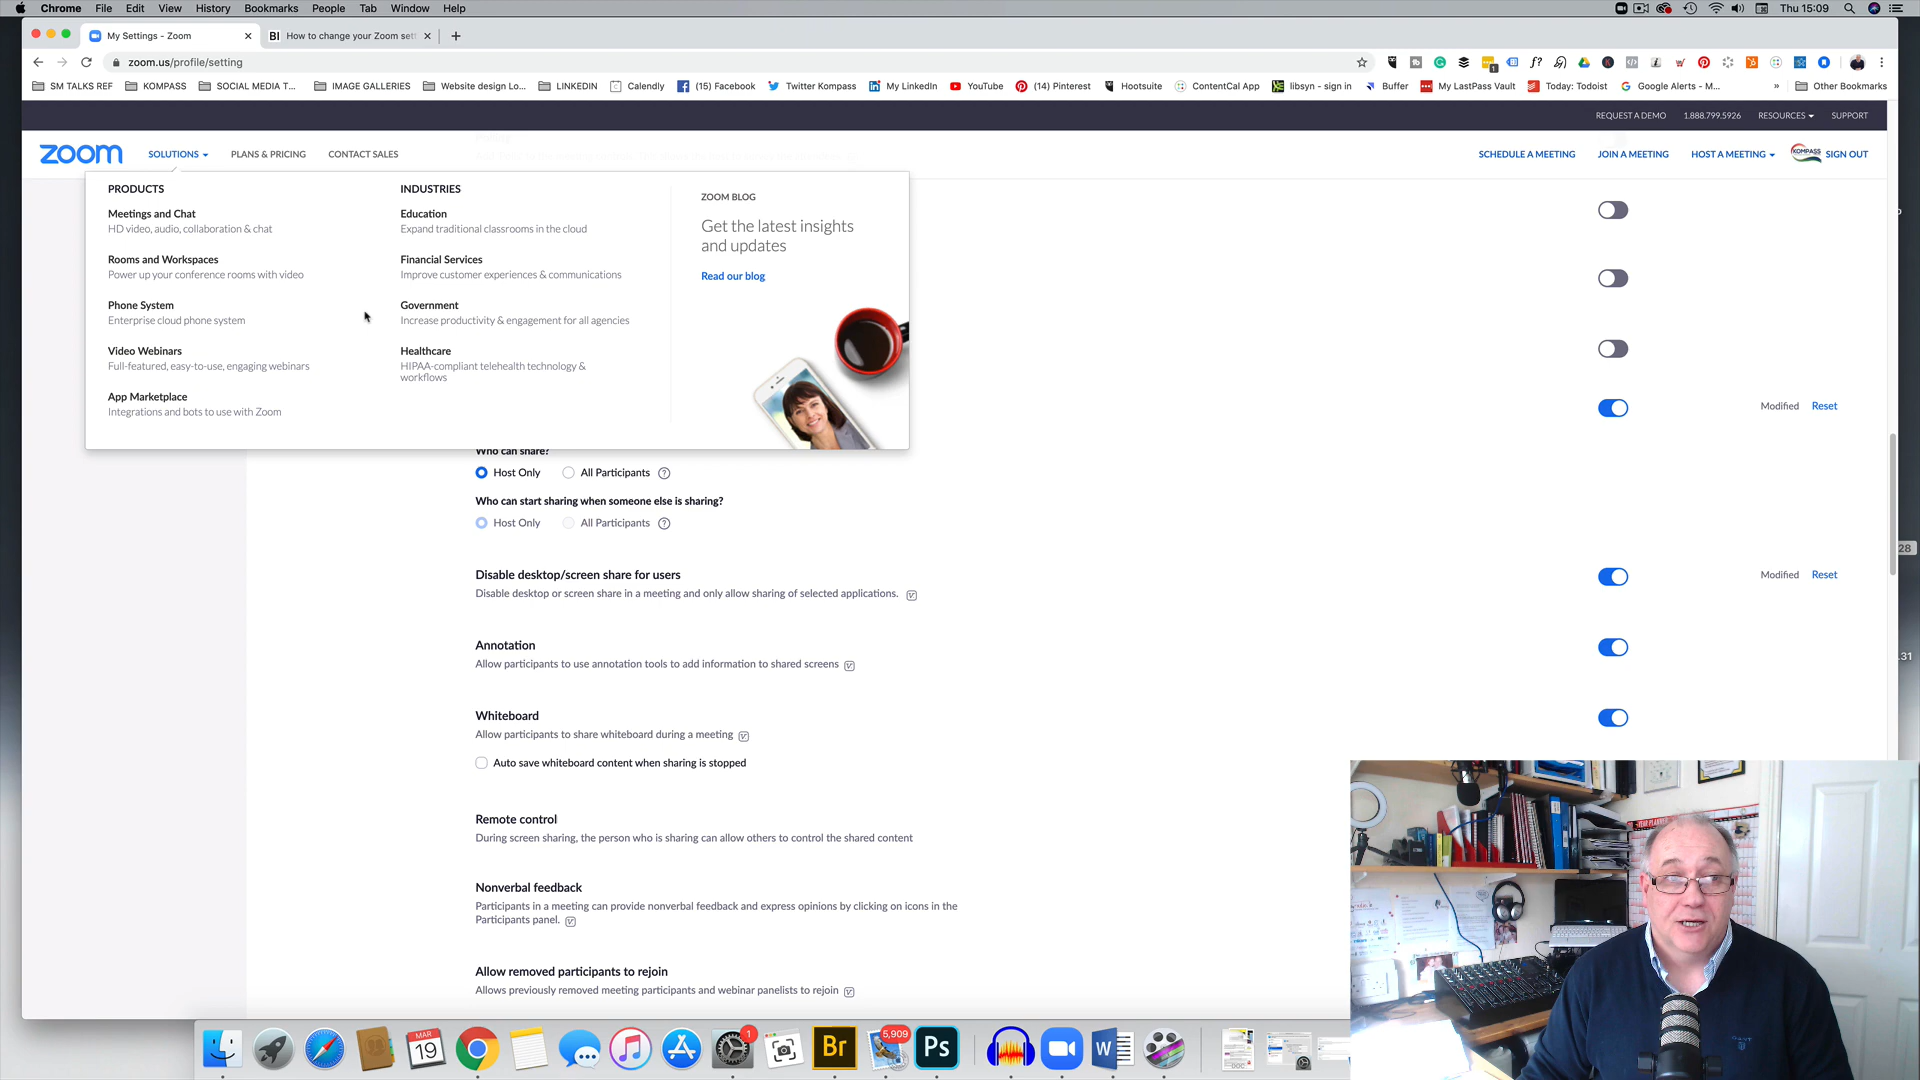 Chrome File Edit View History Bookmarks People Tab Window Help Thu 15:09
My Settings - Zoom BI How to change your Zoom set
zoom.us/profile/setting
SM TALKS REF KOMPASS SOCIAL MEDIA T... IMAGE GALLERIES Website design Lo... LINKEDIN Calendly (15) Facebook Twitter Kompass My LinkedIn YouTube (14) Pinterest Hootsuite ContentCal App libsyn - sign in Buffer My LastPass Vault Today: Todoist Google Alerts - M... » Other Bookmarks
REQUEST A DEMO 1.888.799.5926 RESOURCES SUPPORT
zoom SOLUTIONS PLANS & PRICING CONTACT SALES SCHEDULE A MEETING JOIN A MEETING HOST A MEETING KOMPASS SIGN OUT
PRODUCTS
Meetings and Chat
HD video, audio, collaboration & chat
Rooms and Workspaces
Power up your conference rooms with video
Phone System
Enterprise cloud phone system
Video Webinars
Full-featured, easy-to-use, engaging webinars
App Marketplace
Integrations and bots to use with Zoom
INDUSTRIES
Education
Expand traditional classrooms in the cloud
Financial Services
Improve customer experiences & communications
Government
Increase productivity & engagement for all agencies
Healthcare
HIPAA-compliant telehealth technology &
workflows
ZOOM BLOG
Get the latest insights
and updates
Read our blog
Modified Reset
Who can share?
Host Only All Participants
Who can start sharing when someone else is sharing?
Host Only All Participants
28
Disable desktop/screen share for users
Disable desktop or screen share in a meeting and only allow sharing of selected applications.
Modified Reset
Annotation
Allow participants to use annotation tools to add information to shared screens
.31
Whiteboard
Allow participants to share whiteboard during a meeting
Auto save whiteboard content when sharing is stopped
Remote control
During screen sharing, the person who is sharing can allow others to control the shared content
Nonverbal feedback
Participants in a meeting can provide nonverbal feedback and express opinions by clicking on icons in the
Participants panel.
Allow removed participants to rejoin
Allows previously removed meeting participants and webinar panelists to rejoin
MAR
19
1
Br
5,909
Ps
W
DOC